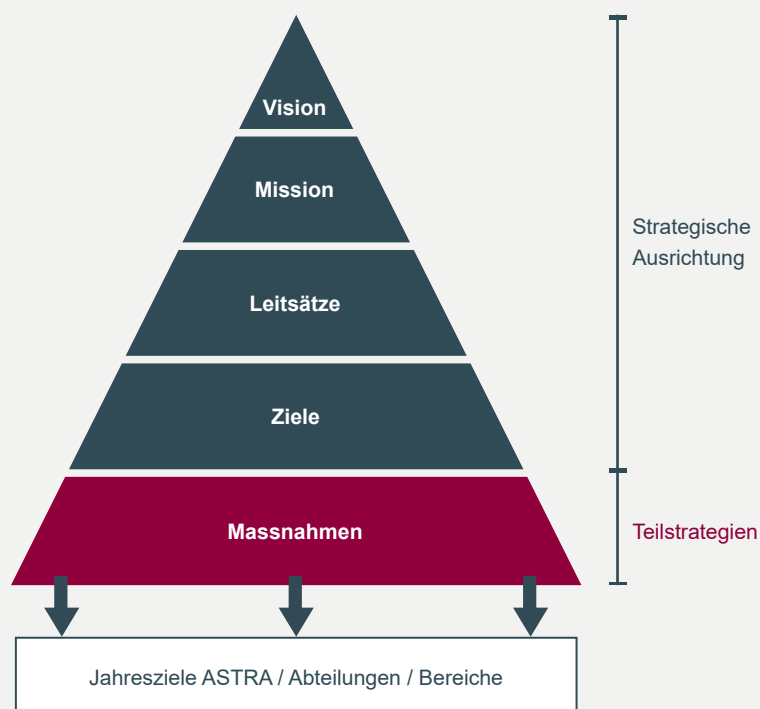 Vision
Mission
Strategische
Ausrichtung
Leitsätze
Ziele
Massnahmen
Teilstrategien
Jahresziele ASTRA / Abteilungen / Bereiche